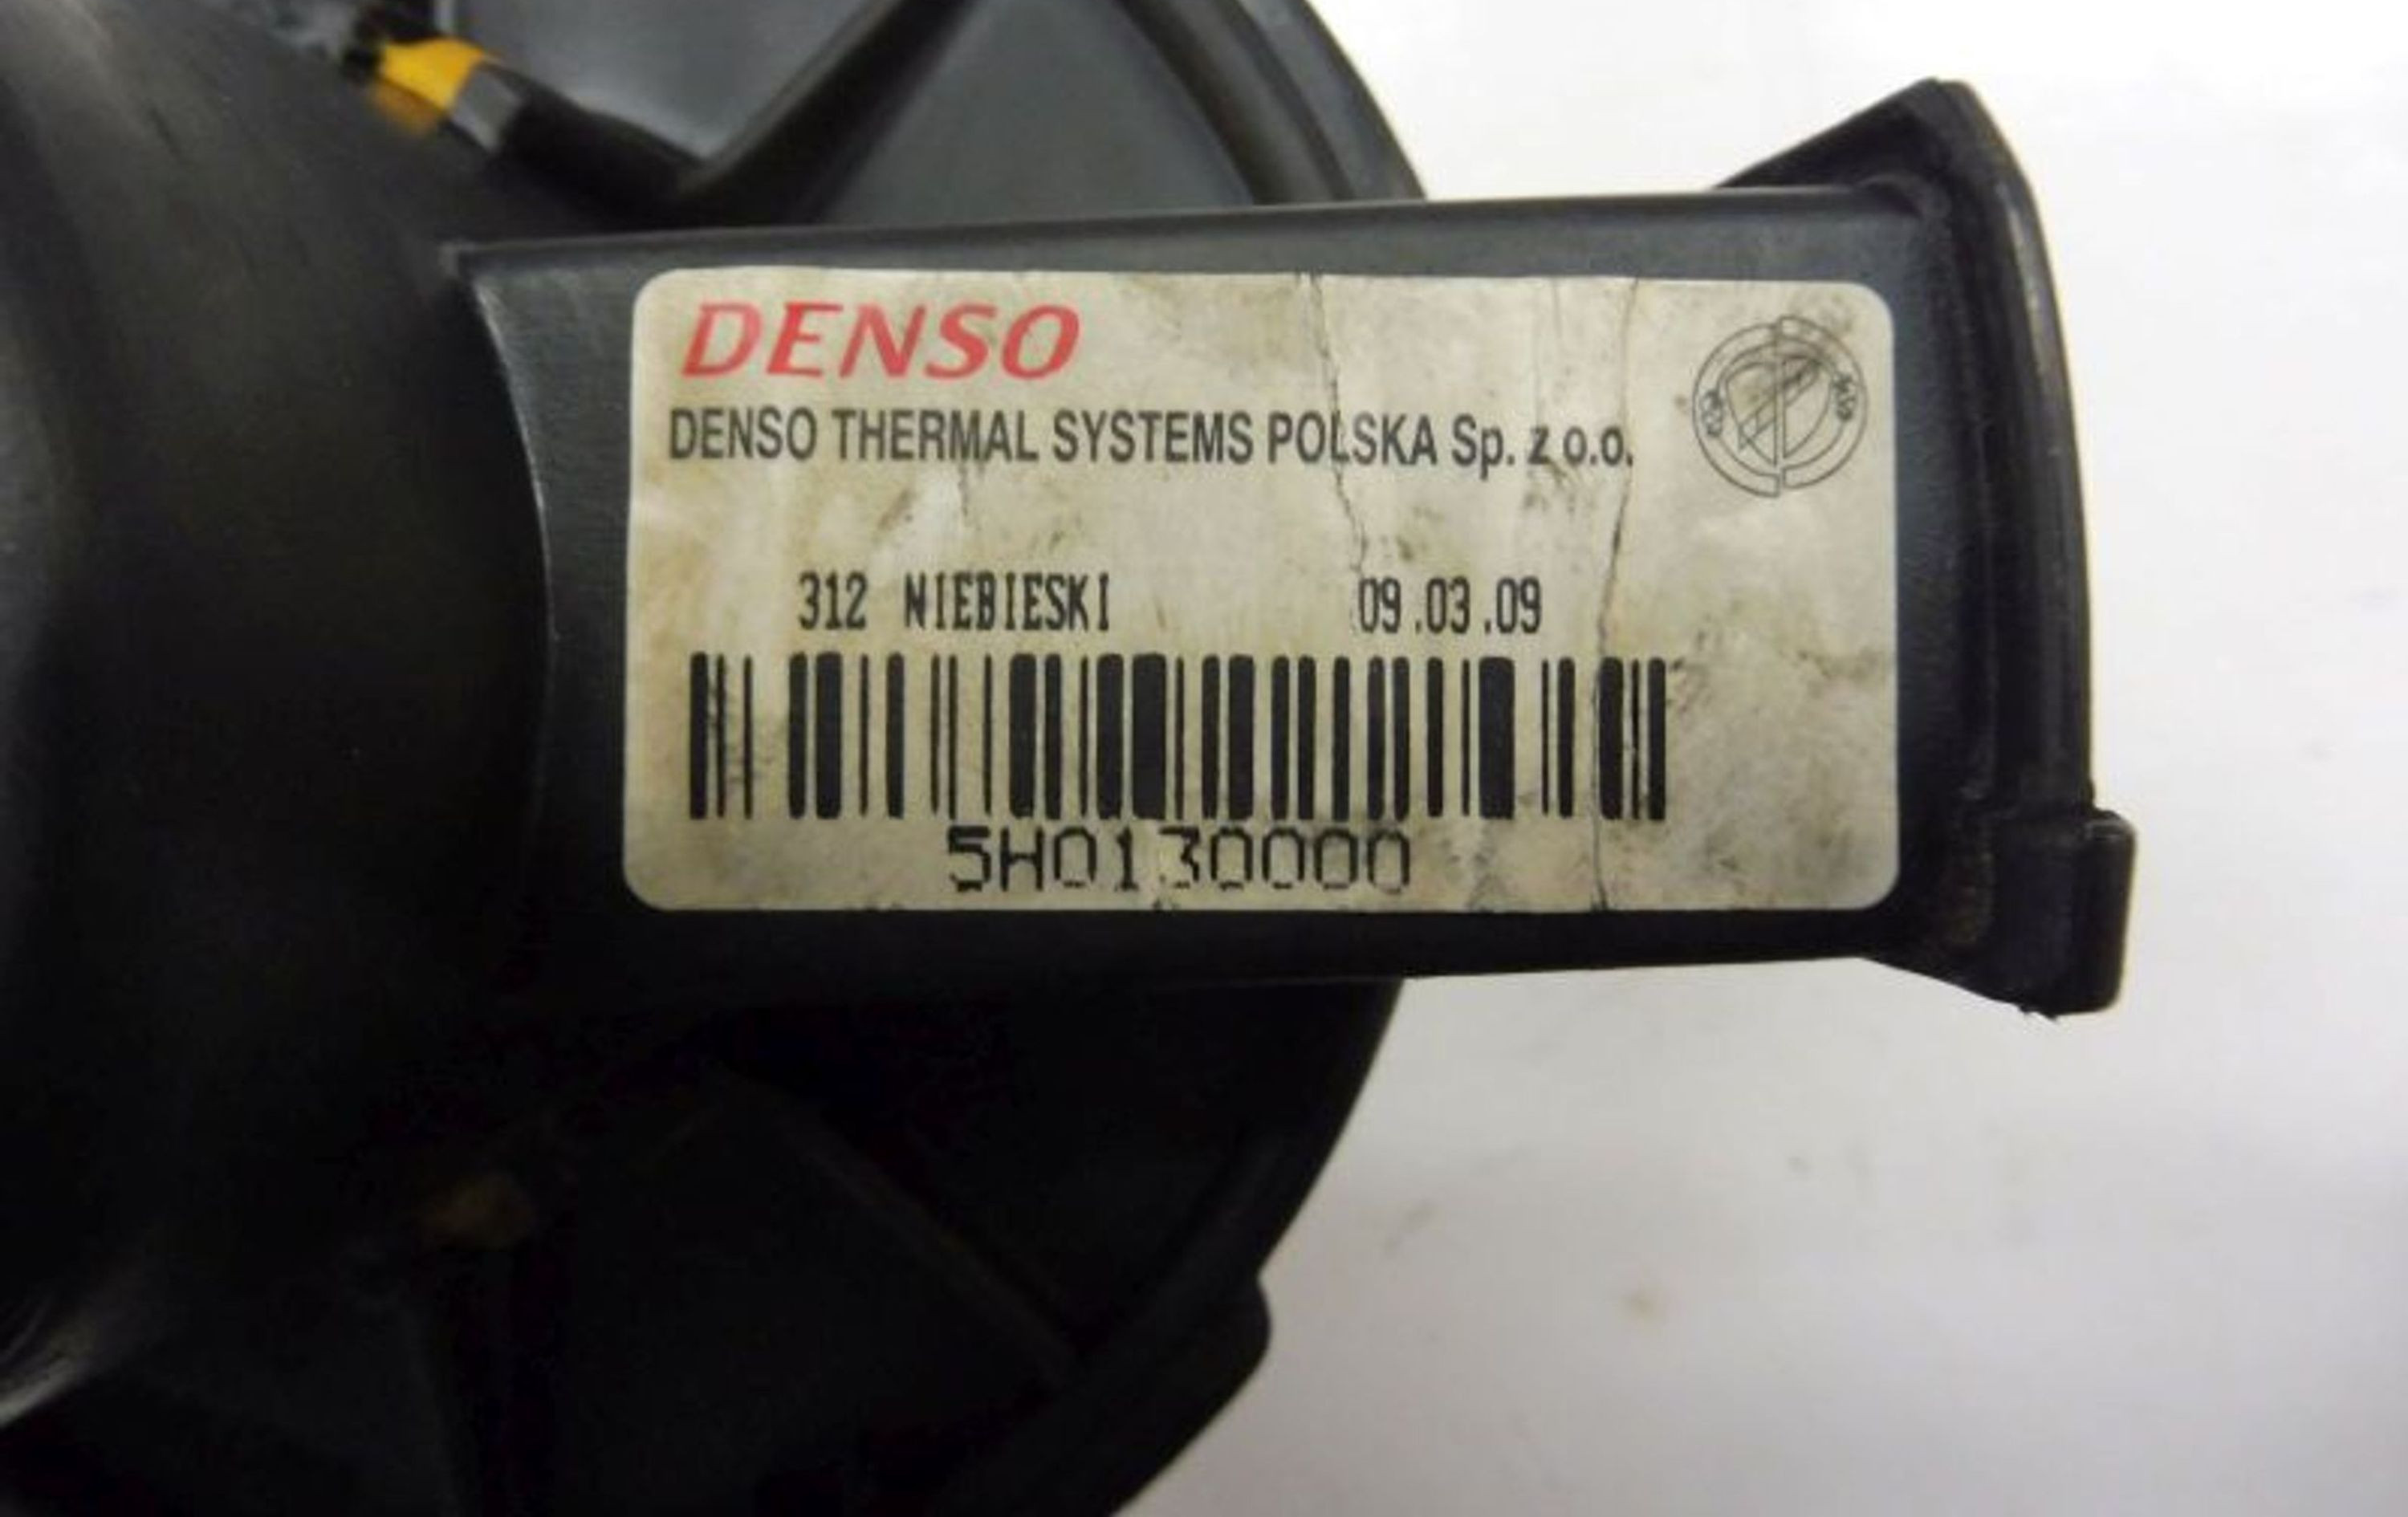 DENSO
DENSO THERMAL SYSTEMS POLSKA Sp. z o.o.
312 NIEBIESKI 09.03.09
5H0130000